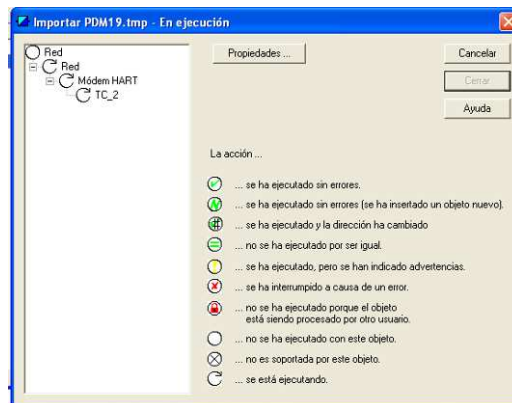 Importar PDM19.tmp - En ejecución
Red
Red
Módem HART
TC_2
Propiedades ...
Cancelar
Cerrar
Ayuda
La acción ...
... se ha ejecutado sin errores.
... se ha ejecutado sin errores (se ha insertado un objeto nuevo).
... se ha ejecutado y la dirección ha cambiado
... no se ha ejecutado por ser igual.
... se ha ejecutado, pero se han indicado advertencias.
... se ha interrumpido a causa de un error.
... no se ha ejecutado porque el objeto
está siendo procesado por otro usuario.
... no se ha ejecutado con este objeto.
... no es soportada por este objeto.
... se está ejecutando.